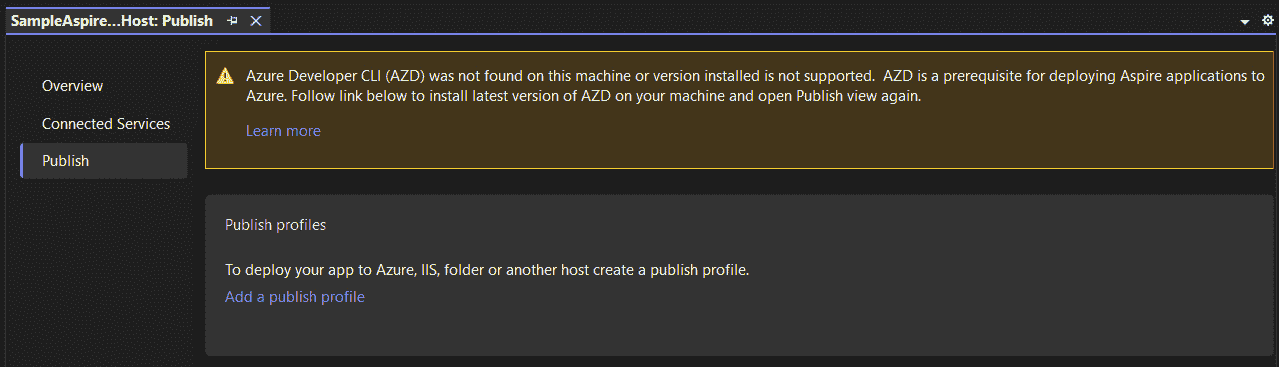 SampleAspire...Host: Publish
Overview
Connected Services
Publish
Azure Developer CLI (AZD) was not found on this machine or version installed is not supported.  AZD is a prerequisite for deploying Aspire applications to
Azure. Follow link below to install latest version of AZD on your machine and open Publish view again.
Learn more
Publish profiles
To deploy your app to Azure, IIS, folder or another host create a publish profile.
Add a publish profile